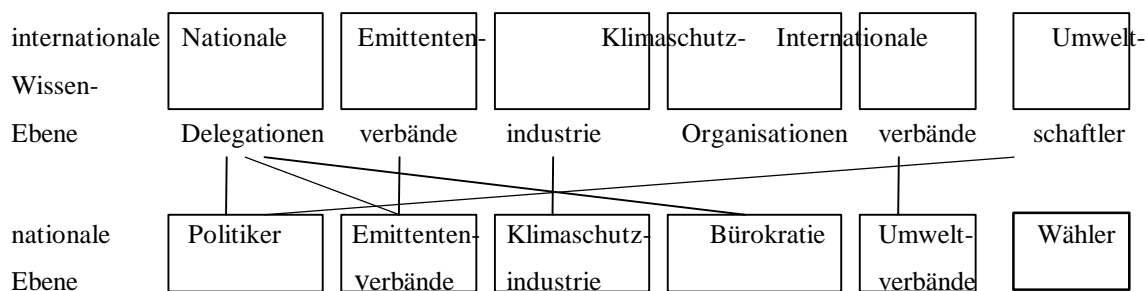 internationale Nationale Emittenten- Klimaschutz- Internationale Umwelt-
Wissen-
Ebene Delegationen verbände industrie Organisationen verbände schaftler
nationale Politiker Emittenten- Klimaschutz- Bürokratie Umwelt- Wähler
Ebene verbände industrie verbände